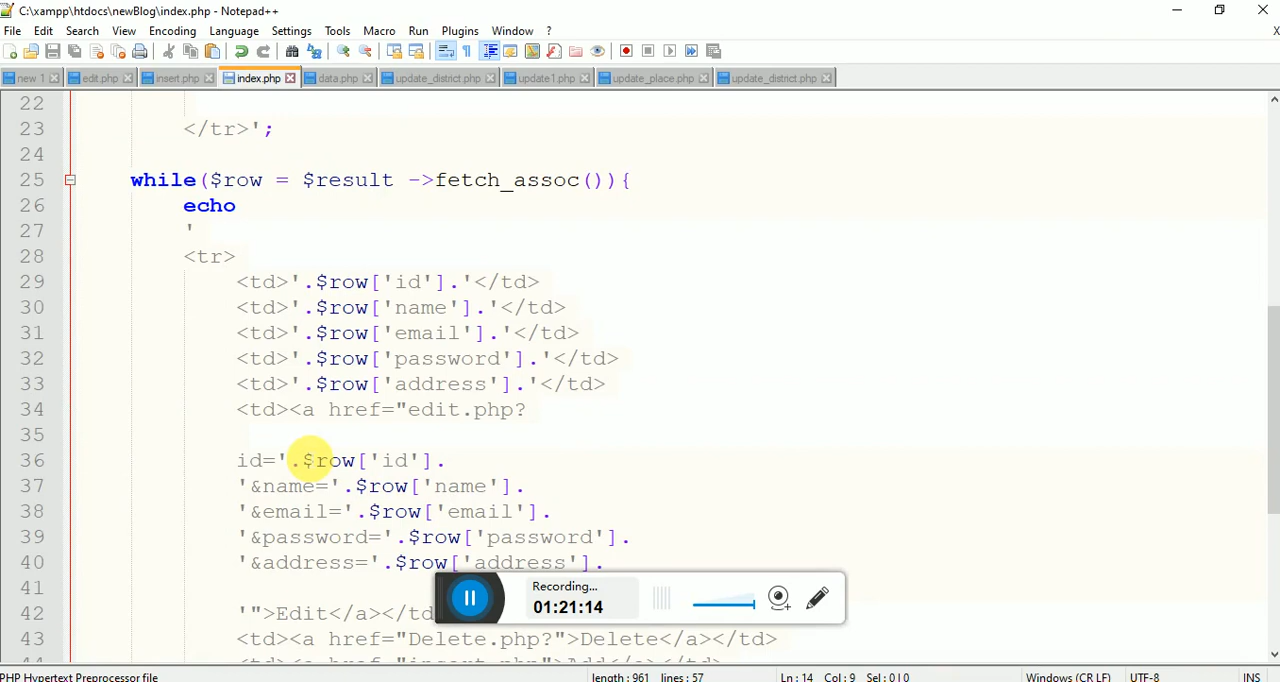 C:\xampp\htdocs\newBlog\index.php - Notepad++
File Edit Search View Encoding Language Settings Tools Macro Run Plugins Window ? X
new 1 edit.php insert.php index.php data.php update_district.php update1.php update_place.php update_district.php
22
23 </tr>';
24
25 while($row = $result ->fetch_assoc()){
26 echo
27 '
28 <tr>
29 <td>'.$row['id'].'</td>
30 <td>'.$row['name'].'</td>
31 <td>'.$row['email'].'</td>
32 <td>'.$row['password'].'</td>
33 <td>'.$row['address'].'</td>
34 <td><a href="edit.php?
35
36 id='.$row['id'].
37 '&name='.$row['name'].
38 '&email='.$row['email'].
39 '&password='.$row['password'].
40 '&address='.$row['address'].
41
Recording...
01:21:14
42 '">Edit</a></td
43 <td><a href="Delete.php?">Delete</a></td>
44 <td><a href="insert.php">Add</a></td>
PHP Hypertext Preprocessor file length : 961 lines : 57 Ln : 14 Col : 9 Sel : 0 | 0 Windows (CR LF) UTF-8 INS